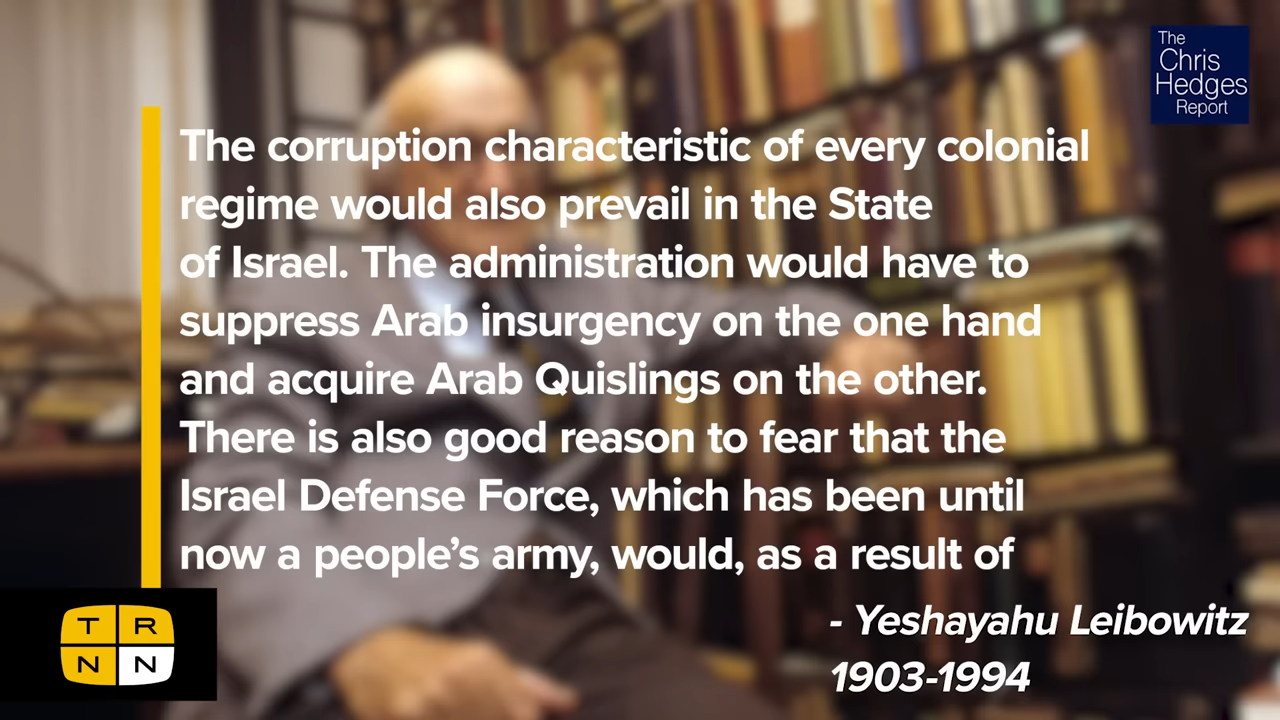 The
Chris
Hedges
Report
The corruption characteristic of every colonial
regime would also prevail in the State
of Israel. The administration would have to
suppress Arab insurgency on the one hand
and acquire Arab Quislings on the other.
There is also good reason to fear that the
Israel Defense Force, which has been until
now a people’s army, would, as a result of
- Yeshayahu Leibowitz
1903-1994
T R
N N